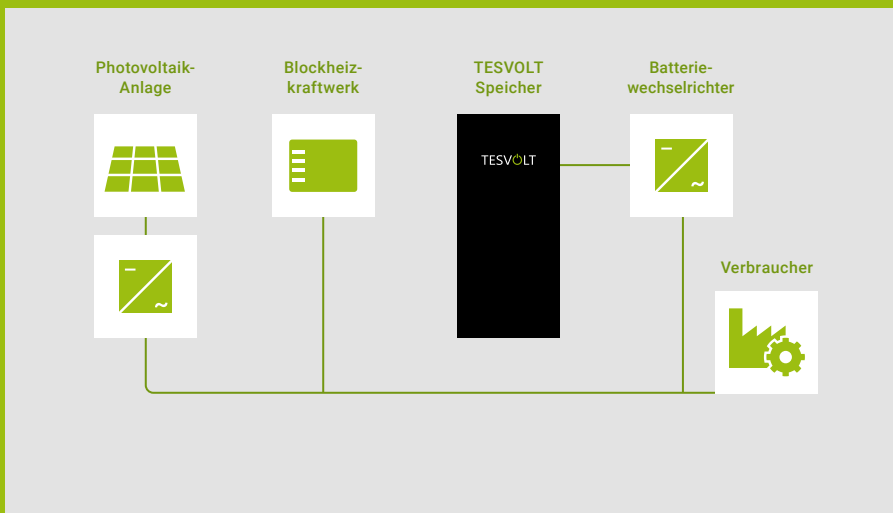 Photovoltaik-
Anlage
Blockheiz-
kraftwerk
TESVOLT
Speicher
Batterie-
wechselrichter
TESVOLT
Verbraucher